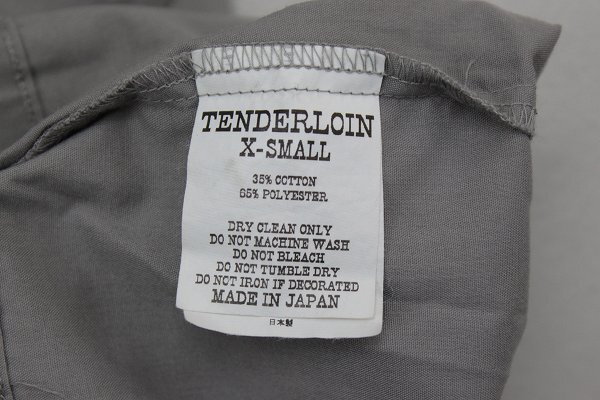 TENDERLOIN
X-SMALL
35% COTTON
65% POLYESTER
DRY CLEAN ONLY
DO NOT MACHINE WASH
DO NOT BLEACH
DO NOT TUMBLE DRY
DO NOT IRON IF DECORATED
MADE IN JAPAN
日本製